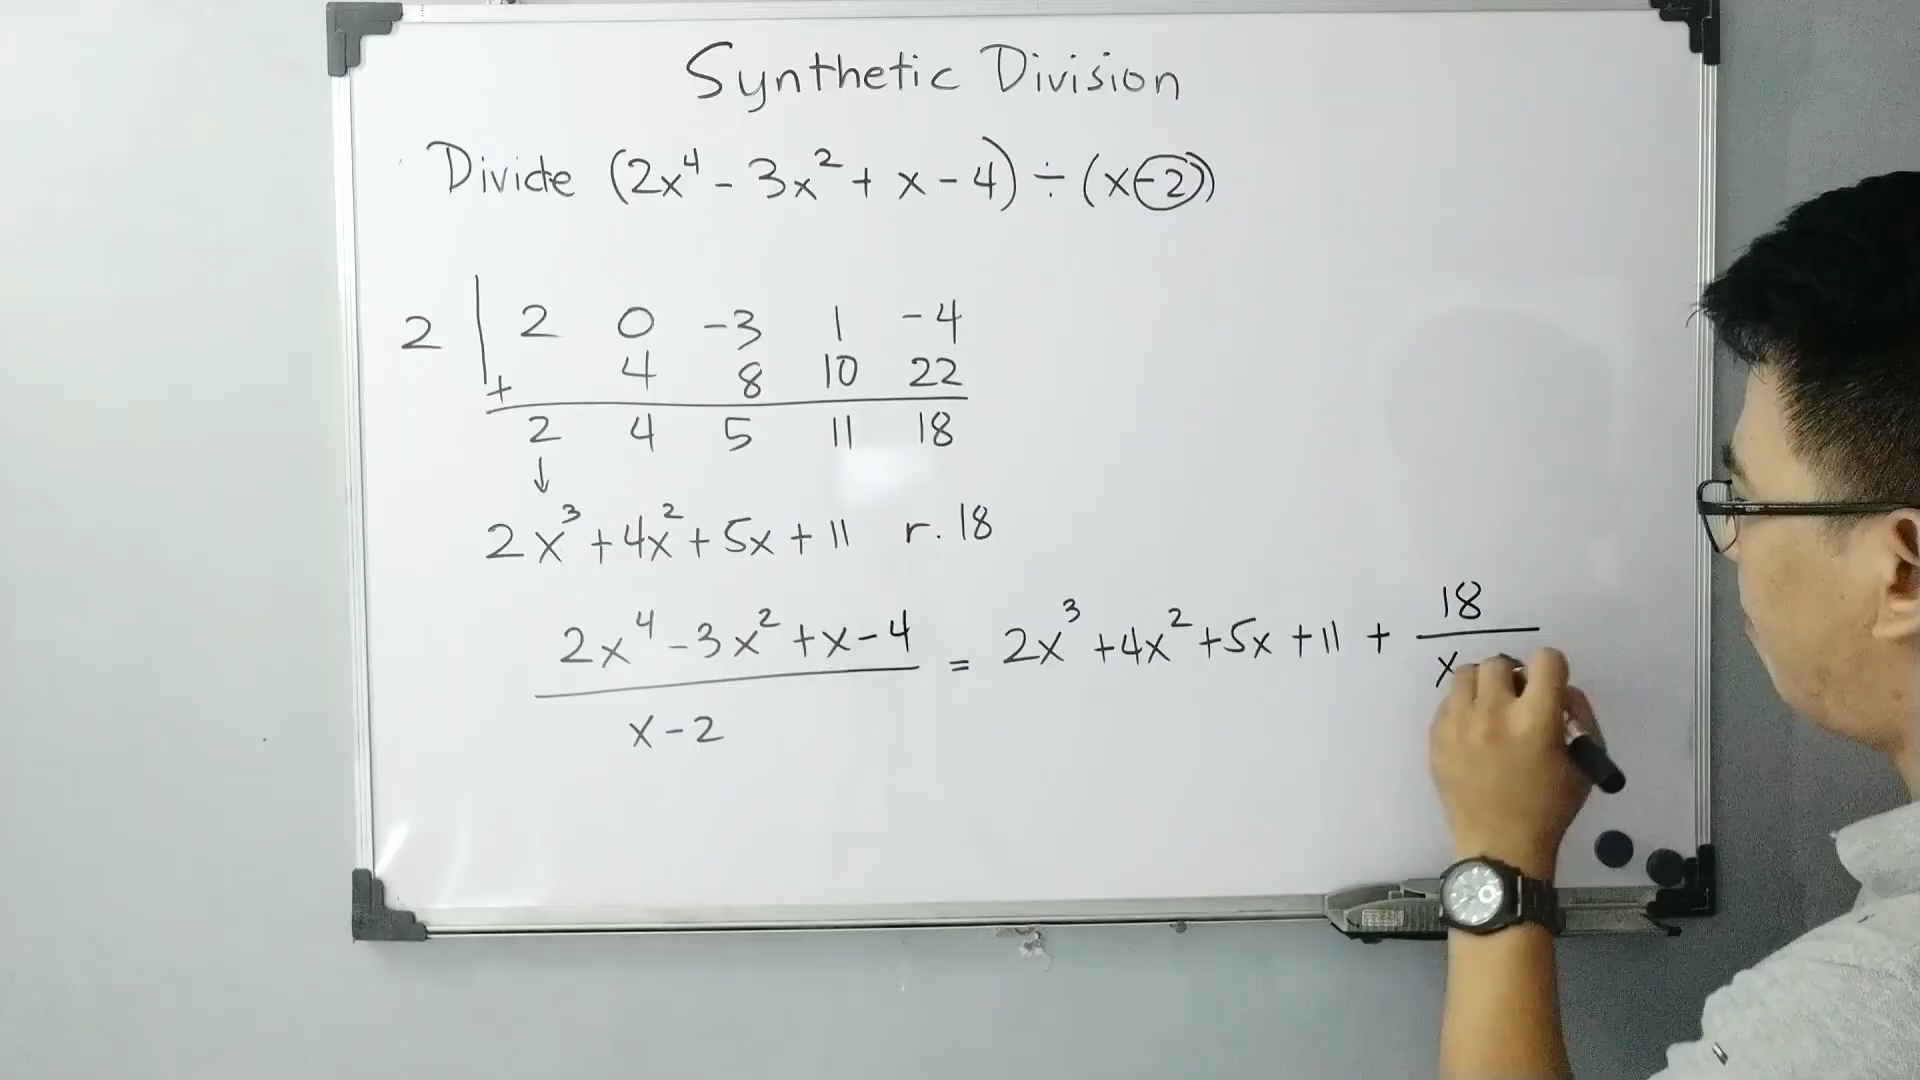 Synthetic Division
Divide (2x⁴ - 3x² + x - 4) ÷ (x-2)
2 | 2 0 -3 1 -4
+ 4 8 10 22
2 4 5 11 18
↓
2x³ + 4x² + 5x + 11 r. 18
2x⁴ - 3x² + x - 4 = 2x³ + 4x² + 5x + 11 + 18
x - 2 x